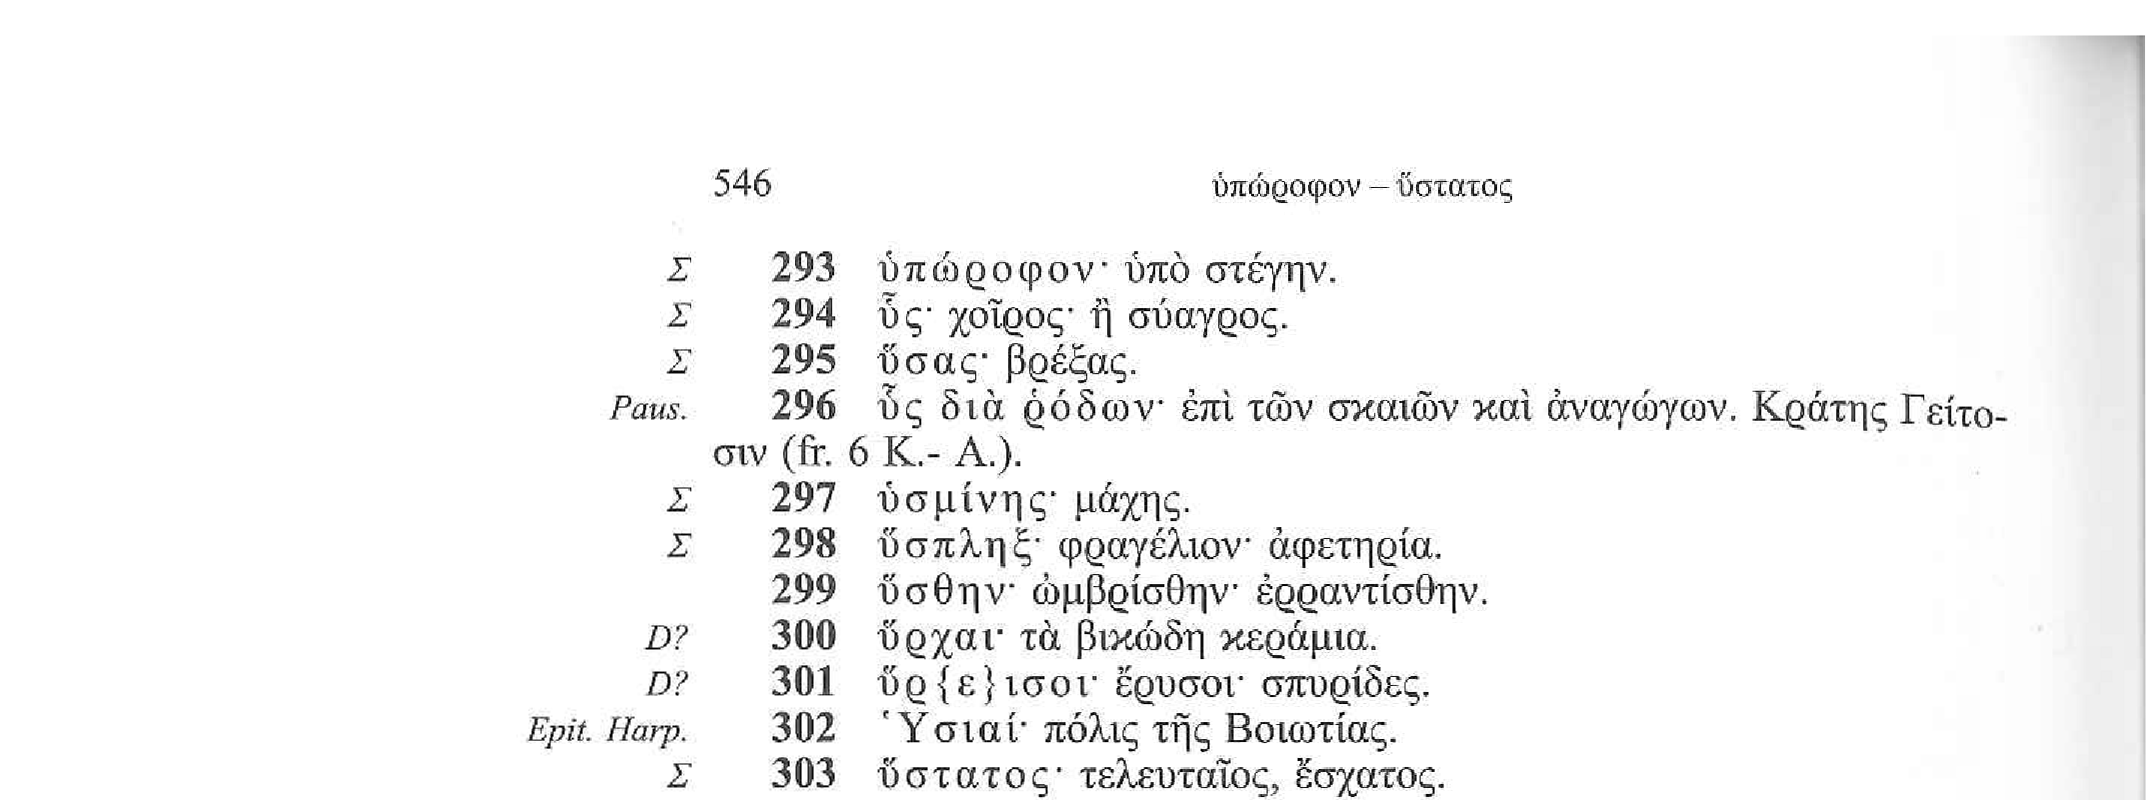 546 ὑπώροφον – ὕστατος
Σ 293 ὑπώροφον· ὑπὸ στέγην.
Σ 294 ὗς· χοῖρος· ἢ σύαγρος.
Σ 295 ὕσας· βρέξας.
Paus. 296 ὗς διὰ ῥόδων· ἐπὶ τῶν σκαιῶν καὶ ἀναγώγων. Κράτης Γείτο-
σιν (fr. 6 K.- A.).
Σ 297 ὑσμίνης· μάχης.
Σ 298 ὕσπληξ· φραγέλιον· ἀφετηρία.
299 ὕσθην· ὠμβρίσθην· ἐρραντίσθην.
D? 300 ὕρχαι· τὰ βικώδη κεράμια.
D? 301 ὕρ{ε}ισοι· ἔρυσοι· σπυρίδες.
Epit. Harp. 302 Ὑσιαί· πόλις τῆς Βοιωτίας.
Σ 303 ὕστατος· τελευταῖος, ἔσχατος.